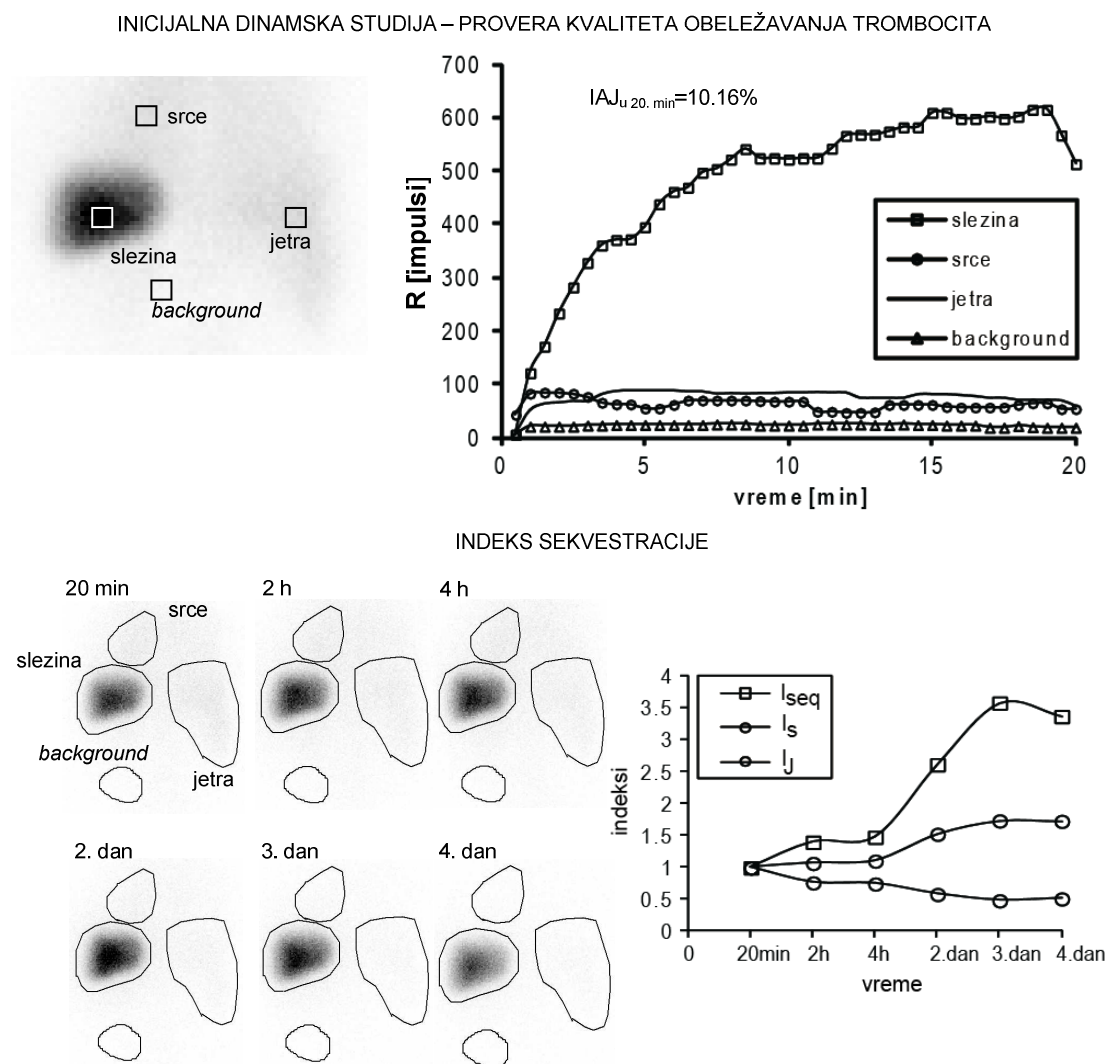 INICIJALNA DINAMSKA STUDIJA – PROVERA KVALITETA OBELEŽAVANJA TROMBOCITA
srce
slezina
jetra
background
IAJu 20. min=10.16%
R [impulsi]
700
600
500
400
300
200
100
0
0 5 10 15 20
vreme [min]
slezina
srce
jetra
background
INDEKS SEKVESTRACIJE
20 min
2 h
4 h
srce
slezina
background
jetra
2. dan
3. dan
4. dan
indeksi
4
3.5
3
2.5
2
1.5
1
0.5
0
0 20min 2h 4h 2.dan 3.dan 4.dan
vreme
Iseq
Is
IJ